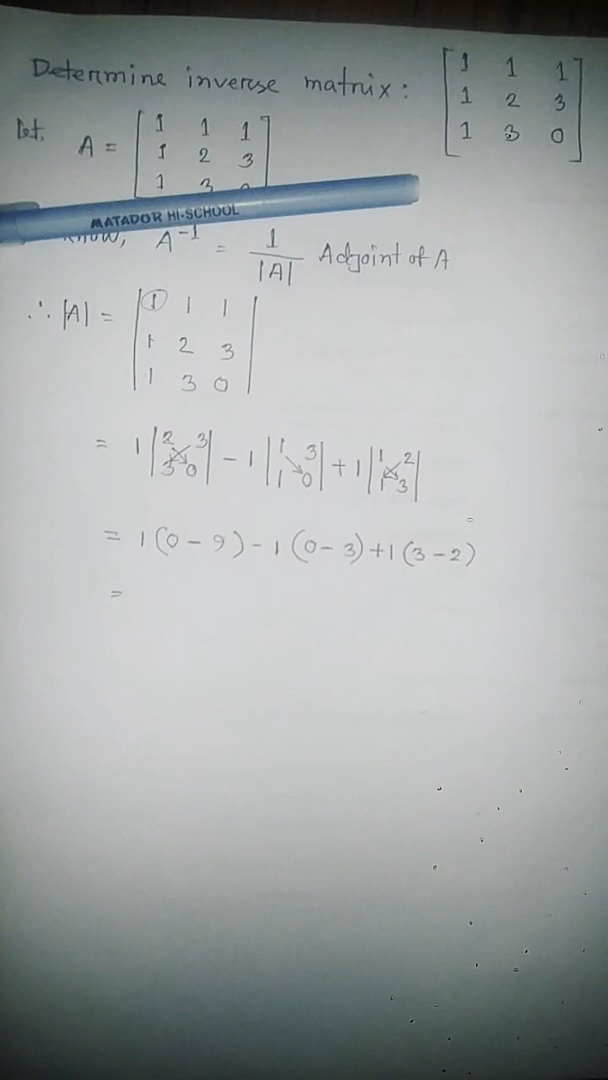 Determine inverse matrix: [1 1 1
1 2 3
1 3 0]
Let, A = [1 1 1
1 2 3
1 3
MATADOR HI-SCHOOL
know, A⁻¹ = 1/|A| Adjoint of A
∴ |A| = |1 1 1
1 2 3
1 3 0|
= 1 |2 3 3 0| - 1 |1 3 1 0| + 1 |1 2 1 3|
= 1(0-9) - 1(0-3) + 1(3-2)
=